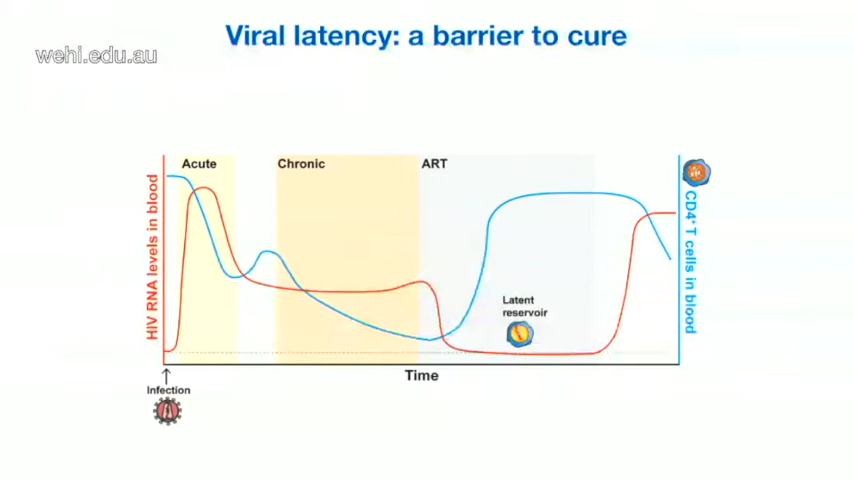 Viral latency: a barrier to cure
wehi.edu.au
Acute
Chronic
ART
HIV RNA levels in blood
CD4⁺ T cells in blood
Latent
reservoir
Time
Infection